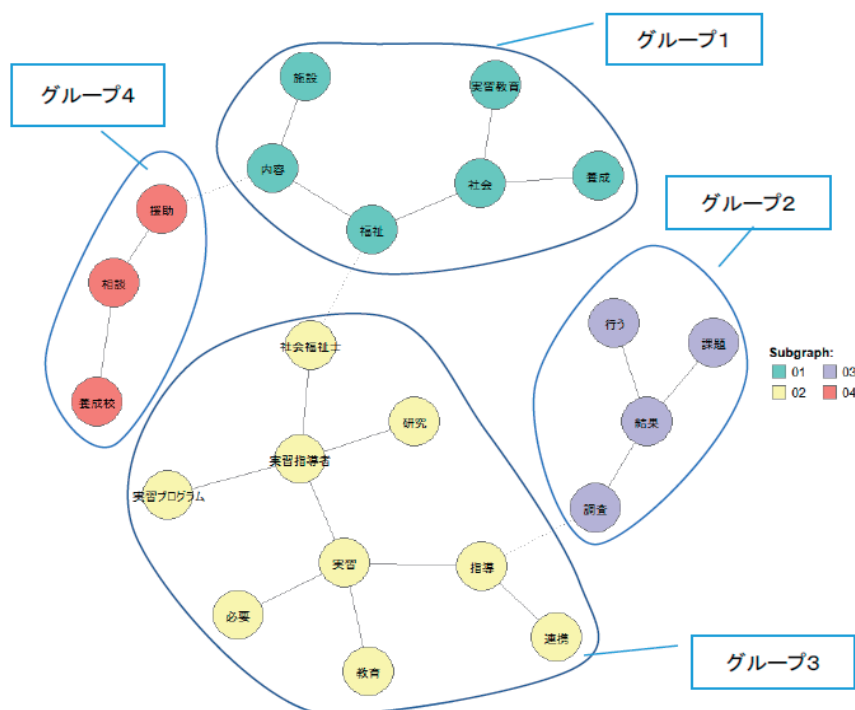 グループ1
グループ4
施設
実習教育
内容
社会
養成
援助
福祉
グループ2
相談
行う
社会福祉士
課題
Subgraph:
01
03
02
04
養成校
研究
結果
実習指導者
実習プログラム
調査
実習
指導
必要
連携
教育
グループ3